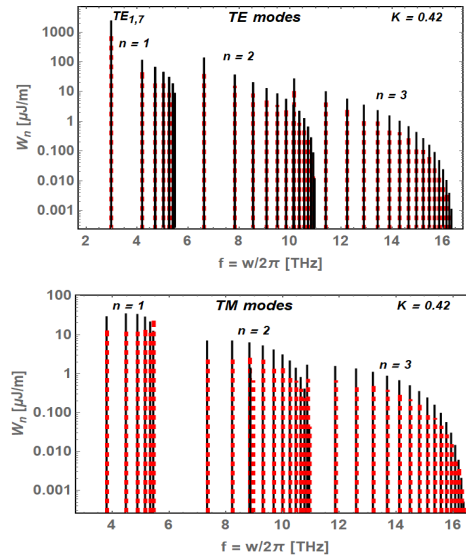 TE₁,₇ TE modes K = 0.42
n = 1 n = 2 n = 3
Wₙ [μJ/m]
1000
100
10
1
0.100
0.010
0.001
2 4 6 8 10 12 14 16
f = w/2π [THz]
n = 1 TM modes K = 0.42
n = 2
n = 3
Wₙ [μJ/m]
100
10
1
0.100
0.010
0.001
4 6 8 10 12 14 16
f = w/2π [THz]